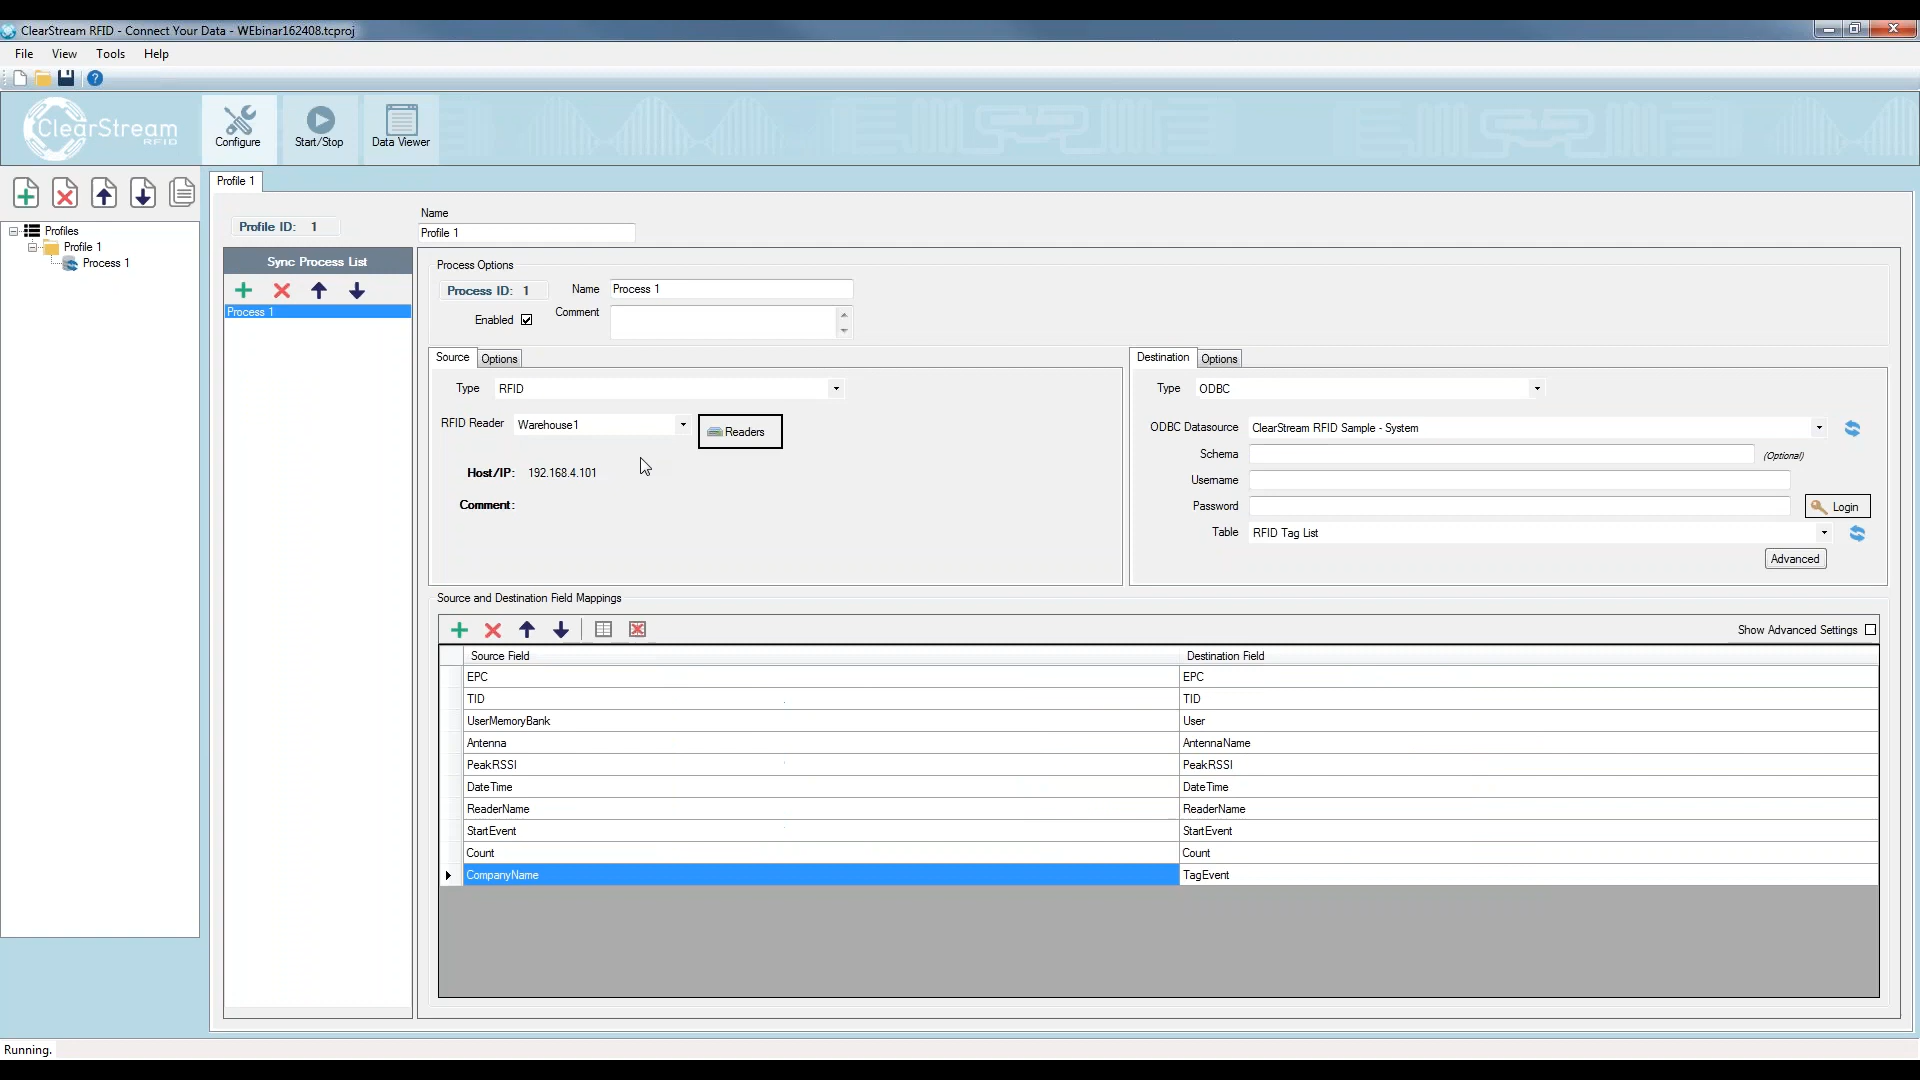 ClearStream RFID - Connect Your Data - WEbinar162408.tcproj
File View Tools Help
ClearStream
RFID
Configure
Start/Stop
Data Viewer
Profiles
Profile 1
Process 1
Profile 1
Profile ID: 1
Name
Profile 1
Sync Process List
Process 1
Process Options
Process ID: 1
Name
Process 1
Enabled
Comment
Source Options
Type RFID
RFID Reader Warehouse1
Readers
Host/IP: 192.168.4.101
Comment:
Destination Options
Type ODBC
ODBC Datasource ClearStream RFID Sample - System
Schema
(Optional)
Username
Password
Login
Table RFID Tag List
Advanced
Source and Destination Field Mappings
Show Advanced Settings
Source Field Destination Field
EPC EPC
TID TID
UserMemoryBank User
Antenna AntennaName
PeakRSSI PeakRSSI
DateTime DateTime
ReaderName ReaderName
StartEvent StartEvent
Count Count
CompanyName TagEvent
Running.